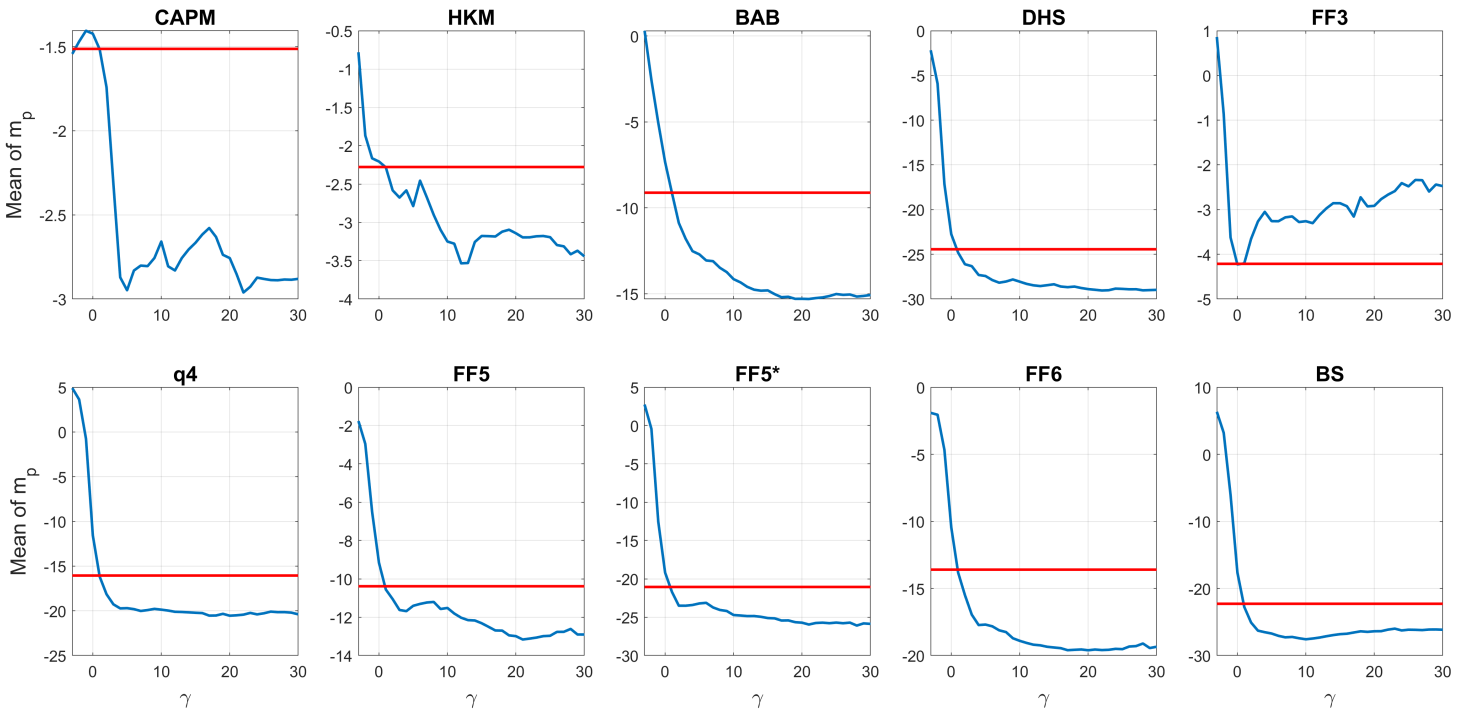 CAPM HKM BAB DHS FF3
Mean of m_p
-1.5 -2 -2.5 -3
0 10 20 30
-0.5 -1 -1.5 -2 -2.5 -3 -3.5 -4
0 10 20 30
0 -5 -10 -15
0 10 20 30
0 -5 -10 -15 -20 -25 -30
0 10 20 30
1 0 -1 -2 -3 -4 -5
0 10 20 30
q4 FF5 FF5* FF6 BS
Mean of m_p
5 0 -5 -10 -15 -20 -25
0 10 20 30
γ
0 -2 -4 -6 -8 -10 -12 -14
0 10 20 30
γ
5 0 -5 -10 -15 -20 -25 -30
0 10 20 30
γ
0 -5 -10 -15 -20
0 10 20 30
γ
10 5 0 -5 -10 -15 -20 -25 -30
0 10 20 30
γ